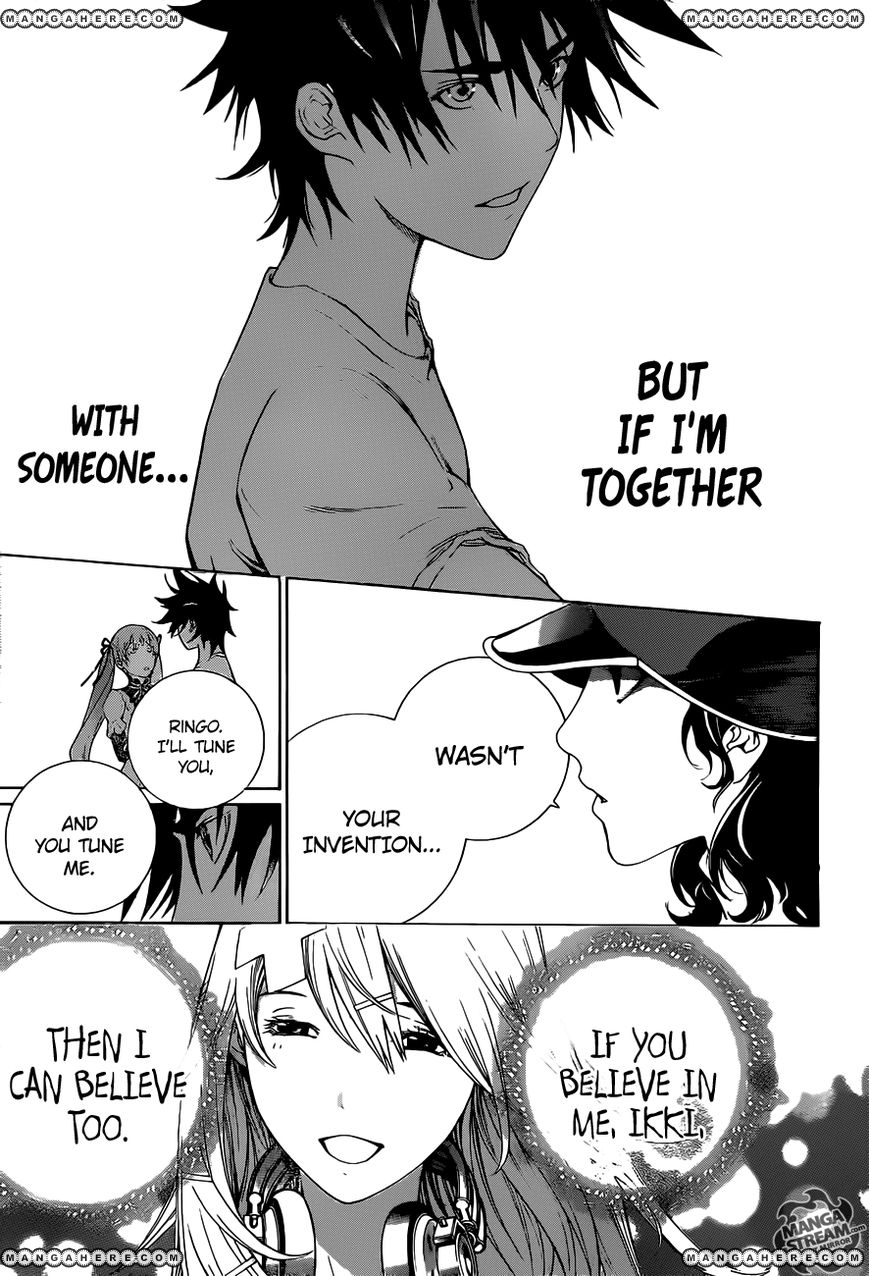 MANGAHERE.COM
MANGAHERE.COM
BUT
IF I'M
TOGETHER
WITH
SOMEONE...
WASN'T
YOUR
INVENTION...
RINGO.
I'LL TUNE
YOU,
AND
YOU TUNE
ME.
IF YOU
BELIEVE IN
ME, IKKI,
THEN I
CAN BELIEVE
TOO.
MANGA
STREAM.com
MANGAHERE.COM
MANGAHERE.COM